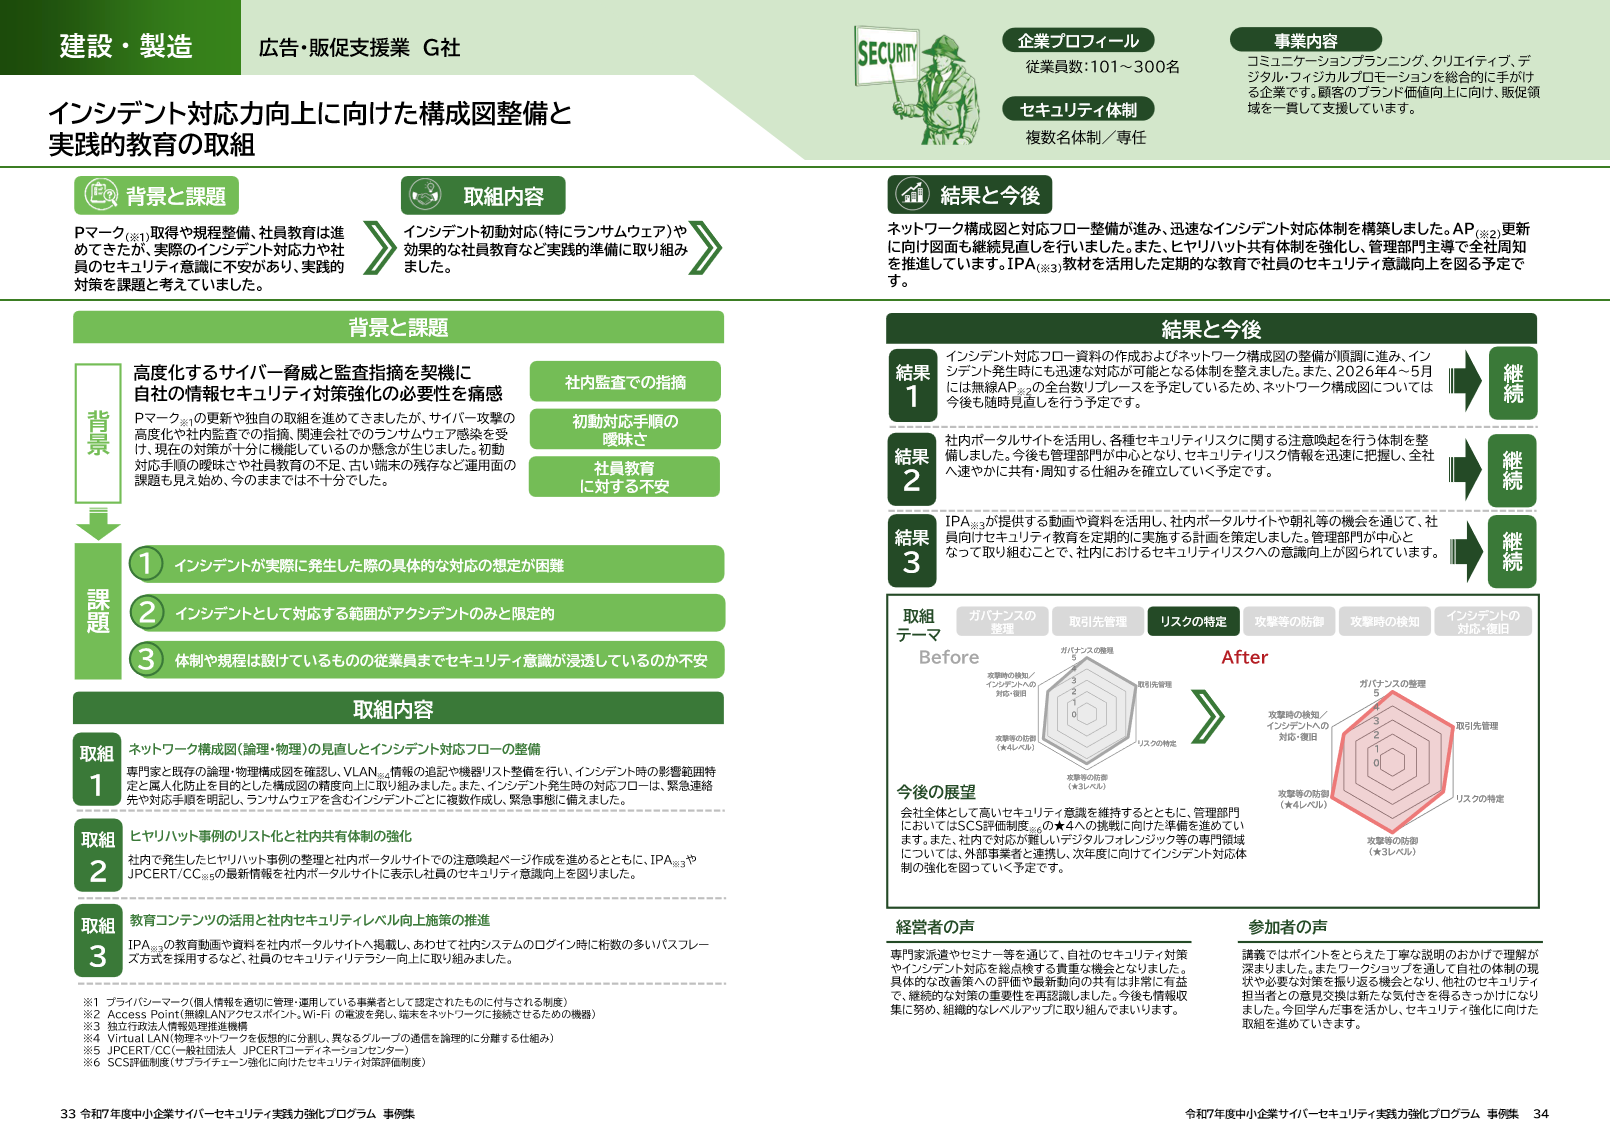 建設・製造
広告・販促支援業 G社
インシデント対応力向上に向けた構成図整備と
実践的教育の取組
SECURITY
企業プロフィール
従業員数：101～300名
セキュリティ体制
複数名体制／専任
事業内容
コミュニケーションプランニング、クリエイティブ、デ
ジタル・フィジカルプロモーションを総合的に手がけ
る企業です。顧客のブランド価値向上に向け、販促領
域を一貫して支援しています。
背景と課題
Pマーク(※1)取得や規程整備、社員教育は進
めてきたが、実際のインシデント対応力や社
員のセキュリティ意識に不安があり、実践的
対策を課題と考えていました。
取組内容
インシデント初動対応（特にランサムウェア）や
効果的な社員教育など実践的準備に取り組み
ました。
結果と今後
ネットワーク構成図と対応フロー整備が進み、迅速なインシデント対応体制を構築しました。AP(※2)更新
に向け図面も継続見直しを行いました。また、ヒヤリハット共有体制を強化し、管理部門主導で全社周知
を推進しています。IPA(※3)教材を活用した定期的な教育で社員のセキュリティ意識向上を図る予定で
す。
背景と課題
背景
高度化するサイバー脅威と監査指摘を契機に
自社の情報セキュリティ対策強化の必要性を痛感
Pマーク※1の更新や独自の取組を進めてきましたが、サイバー攻撃の
高度化や社内監査での指摘、関連会社でのランサムウェア感染を受
け、現在の対策が十分に機能しているのか懸念が生じました。初動
対応手順の曖昧さや社員教育の不足、古い端末の残存など運用面の
課題も見え始め、今のままでは不十分でした。
社内監査での指摘
初動対応手順の
曖昧さ
社員教育
に対する不安
課題
1 インシデントが実際に発生した際の具体的な対応の想定が困難
2 インシデントとして対応する範囲がアクシデントのみと限定的
3 体制や規程は設けているものの従業員までセキュリティ意識が浸透しているのか不安
取組内容
取組
1
ネットワーク構成図（論理・物理）の見直しとインシデント対応フローの整備
専門家と既存の論理・物理構成図を確認し、VLAN※4情報の追記や機器リスト整備を行い、インシデント時の影響範囲特
定と属人化防止を目的とした構成図の精度向上に取り組みました。また、インシデント発生時の対応フローは、緊急連絡
先や対応手順を明記し、ランサムウェアを含むインシデントごとに複数作成し、緊急事態に備えました。
取組
2
ヒヤリハット事例のリスト化と社内共有体制の強化
社内で発生したヒヤリハット事例の整理と社内ポータルサイトでの注意喚起ページ作成を進めるとともに、IPA※3や
JPCERT/CC※5の最新情報を社内ポータルサイトに表示し社員のセキュリティ意識向上を図りました。
取組
3
教育コンテンツの活用と社内セキュリティレベル向上施策の推進
IPA※3の教育動画や資料を社内ポータルサイトへ掲載し、あわせて社内システムのログイン時に桁数の多いパスフレー
ズ方式を採用するなど、社員のセキュリティリテラシー向上に取り組みました。
※1 プライバシーマーク（個人情報を適切に管理・運用している事業者として認定されたものに付与される制度）
※2 Access Point（無線LANアクセスポイント。Wi-Fi の電波を発し、端末をネットワークに接続させるための機器）
※3 独立行政法人情報処理推進機構
※4 Virtual LAN（物理ネットワークを仮想的に分割し、異なるグループの通信を論理的に分離する仕組み）
※5 JPCERT/CC（一般社団法人 JPCERTコーディネーションセンター）
※6 SCS評価制度（サプライチェーン強化に向けたセキュリティ対策評価制度）
33 令和7年度中小企業サイバーセキュリティ実践力強化プログラム 事例集
結果と今後
結果
1
インシデント対応フロー資料の作成およびネットワーク構成図の整備が順調に進み、イン
シデント発生時にも迅速な対応が可能となる体制を整えました。また、2026年4～5月
には無線AP※2の全台数リプレースを予定しているため、ネットワーク構成図については
今後も随時見直しを行う予定です。
継続
結果
2
社内ポータルサイトを活用し、各種セキュリティリスクに関する注意喚起を行う体制を整
備しました。今後も管理部門が中心となり、セキュリティリスク情報を迅速に把握し、全社
へ速やかに共有・周知する仕組みを確立していく予定です。
継続
結果
3
IPA※3が提供する動画や資料を活用し、社内ポータルサイトや朝礼等の機会を通じて、社
員向けセキュリティ教育を定期的に実施する計画を策定しました。管理部門が中心と
なって取り組むことで、社内におけるセキュリティリスクへの意識向上が図られています。
継続
取組
テーマ
ガバナンスの
整理
取引先管理
リスクの特定
攻撃等の防御
攻撃時の検知
インシデントの
対応・復旧
Before
ガバナンスの整理
5
4
3
2
1
0
取引先管理
リスクの特定
攻撃等の防御
（★3レベル）
攻撃等の防御
（★4レベル）
攻撃時の検知／
インシデントへの
対応・復旧
After
ガバナンスの整理
5
4
3
2
1
0
取引先管理
リスクの特定
攻撃等の防御
（★3レベル）
攻撃等の防御
（★4レベル）
攻撃時の検知／
インシデントへの
対応・復旧
今後の展望
会社全体として高いセキュリティ意識を維持するとともに、管理部門
においてはSCS評価制度※6の★4への挑戦に向けた準備を進めてい
ます。また、社内で対応が難しいデジタルフォレンジック等の専門領域
については、外部事業者と連携し、次年度に向けてインシデント対応体
制の強化を図っていく予定です。
経営者の声
専門家派遣やセミナー等を通じて、自社のセキュリティ対策
やインシデント対応を総点検する貴重な機会となりました。
具体的な改善策への評価や最新動向の共有は非常に有益
で、継続的な対策の重要性を再認識しました。今後も情報収
集に努め、組織的なレベルアップに取り組んでまいります。
参加者の声
講義ではポイントをとらえた丁寧な説明のおかげで理解が
深まりました。またワークショップを通して自社の体制の現
状や必要な対策を振り返る機会となり、他社のセキュリティ
担当者との意見交換は新たな気付きを得るきっかけになり
ました。今回学んだ事を活かし、セキュリティ強化に向けた
取組を進めていきます。
令和7年度中小企業サイバーセキュリティ実践力強化プログラム 事例集 34